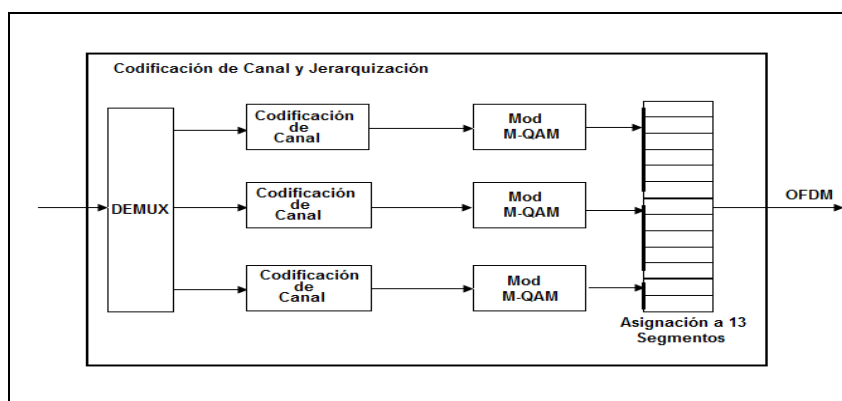 Codificación de Canal y Jerarquización
Codificación
de
Canal
Mod
M-QAM
DEMUX
Codificación
de
Canal
Mod
M-QAM
OFDM
Codificación
de
Canal
Mod
M-QAM
Asignación a 13
Segmentos